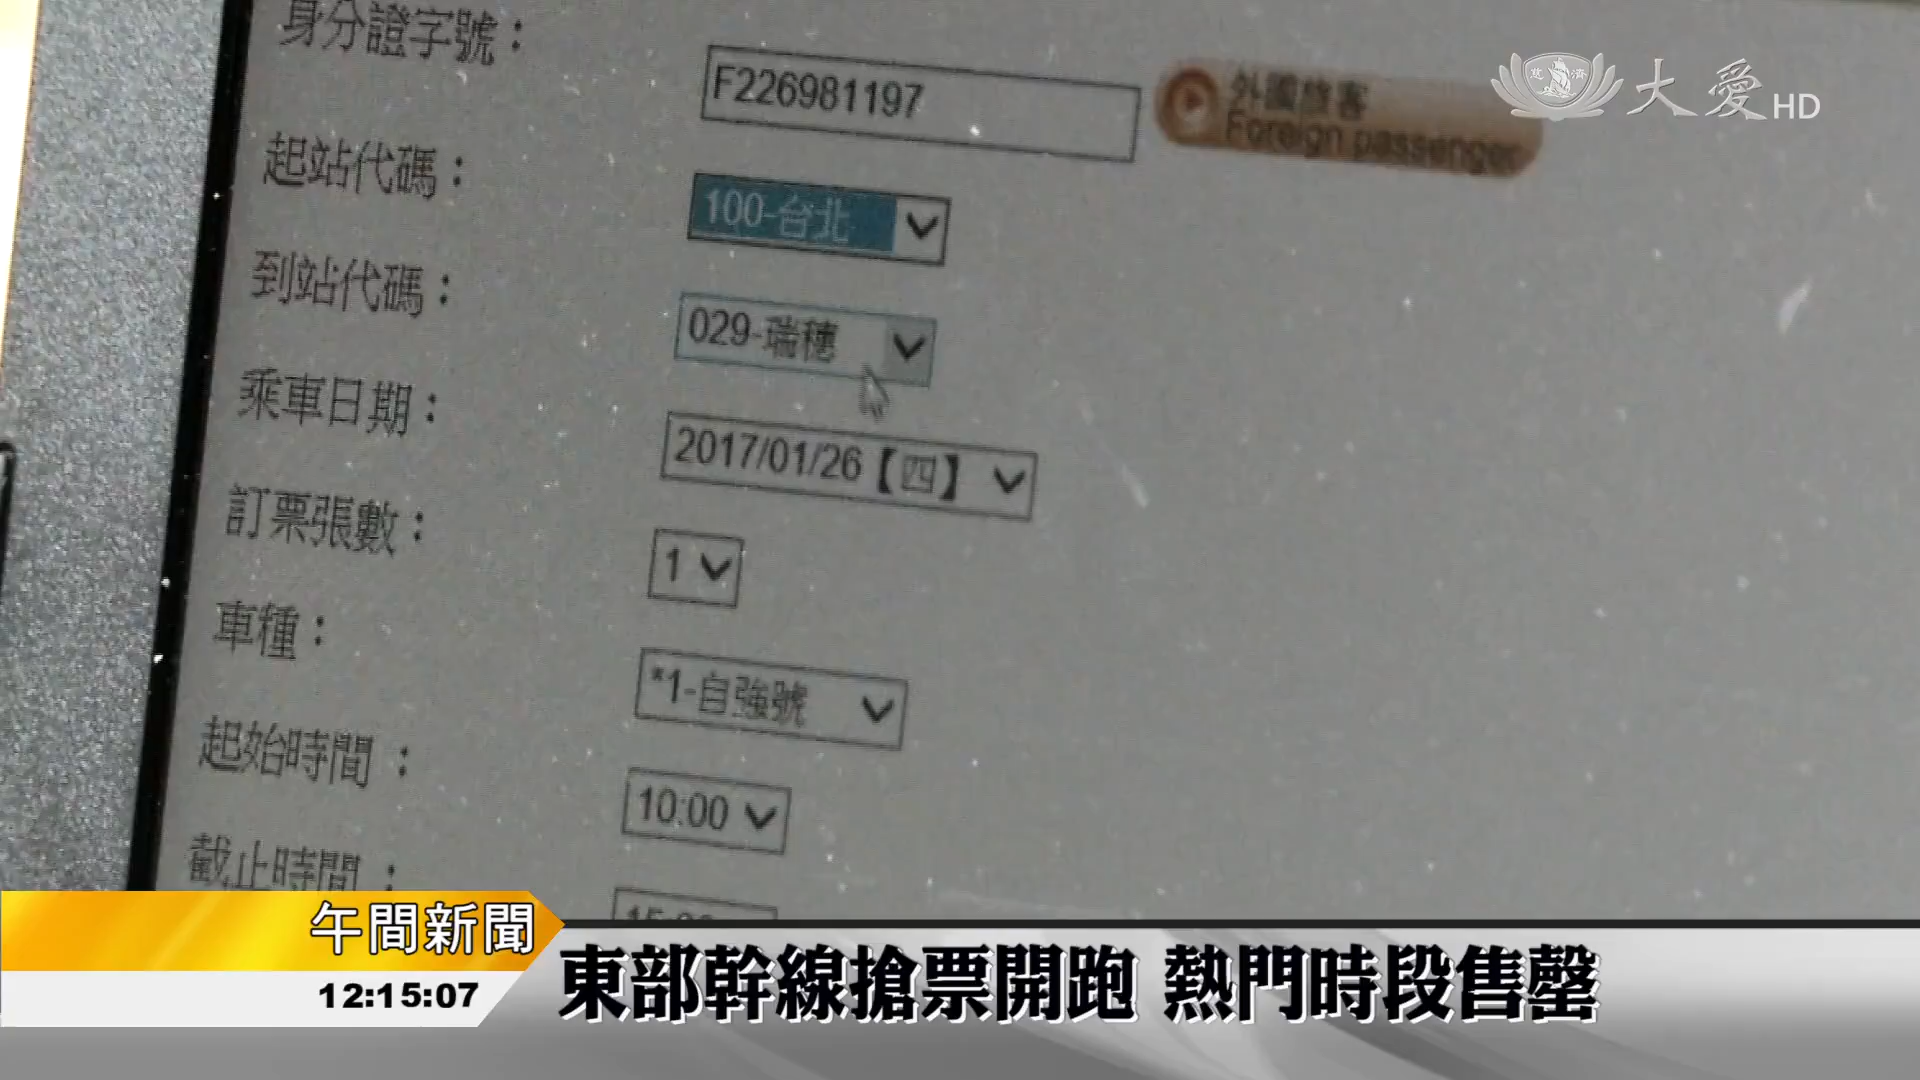 身分證字號：
F226981197
外國旅客
Foreign passenger
大愛HD
起站代碼：
100-台北
到站代碼：
029-瑞穗
乘車日期：
2017/01/26【四】
訂票張數：
1
車種：
*1-自強號
起始時間：
10:00
截止時間：
午間新聞
12:15:07
東部幹線搶票開跑 熱門時段售罄